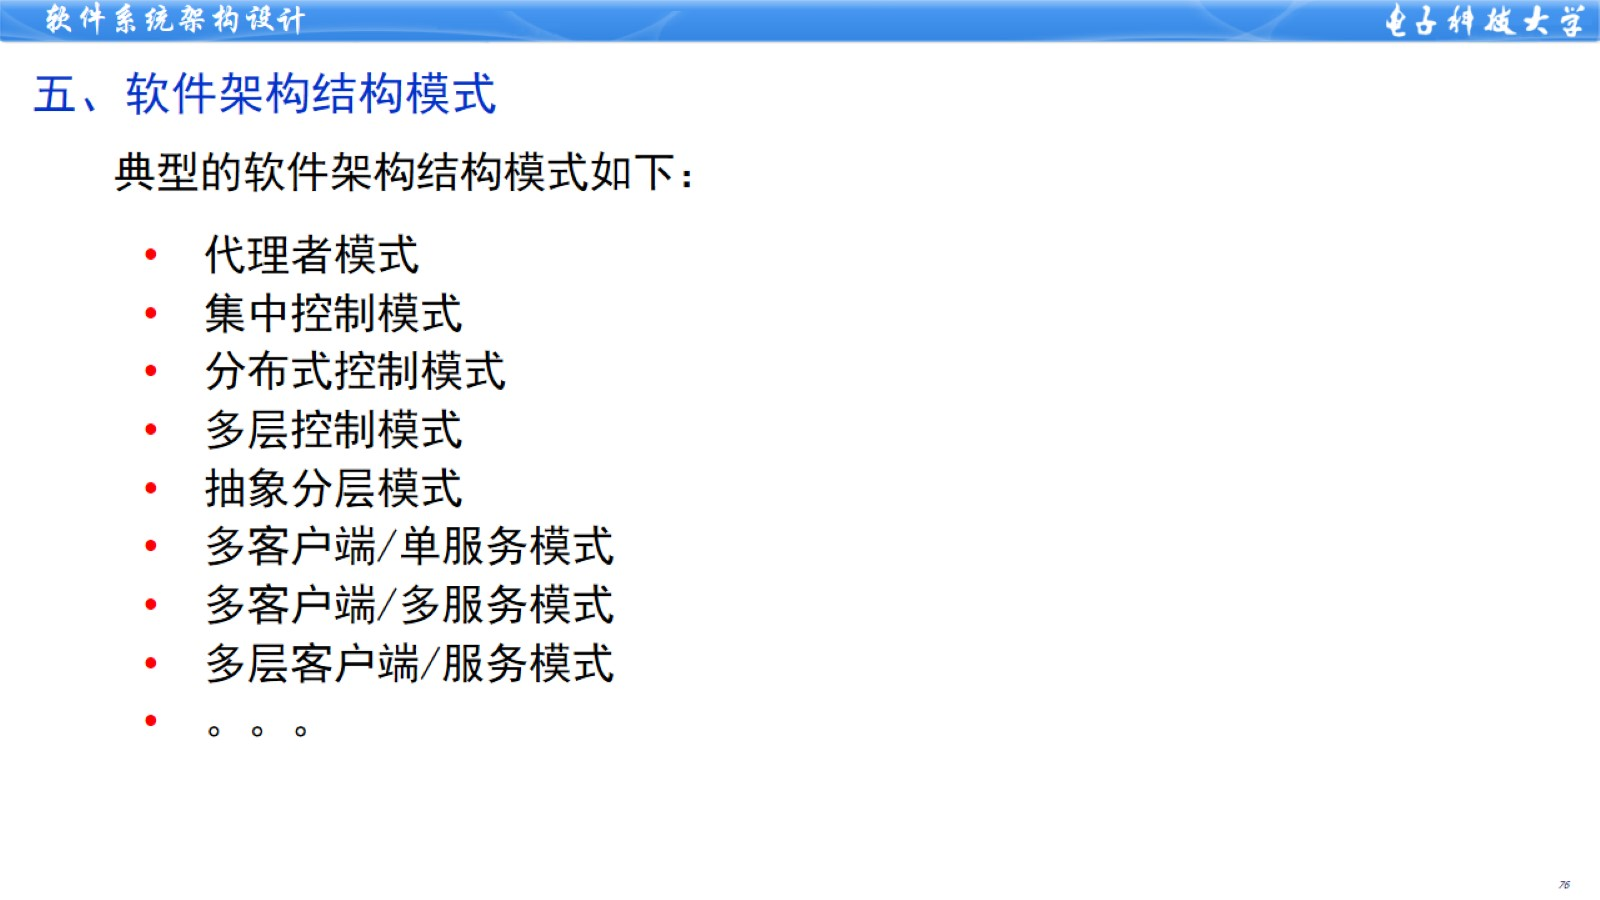 软件系统架构设计
电子科技大学
五、软件架构结构模式
典型的软件架构结构模式如下：
• 代理者模式
• 集中控制模式
• 分布式控制模式
• 多层控制模式
• 抽象分层模式
• 多客户端/单服务模式
• 多客户端/多服务模式
• 多层客户端/服务模式
• 。。。
76